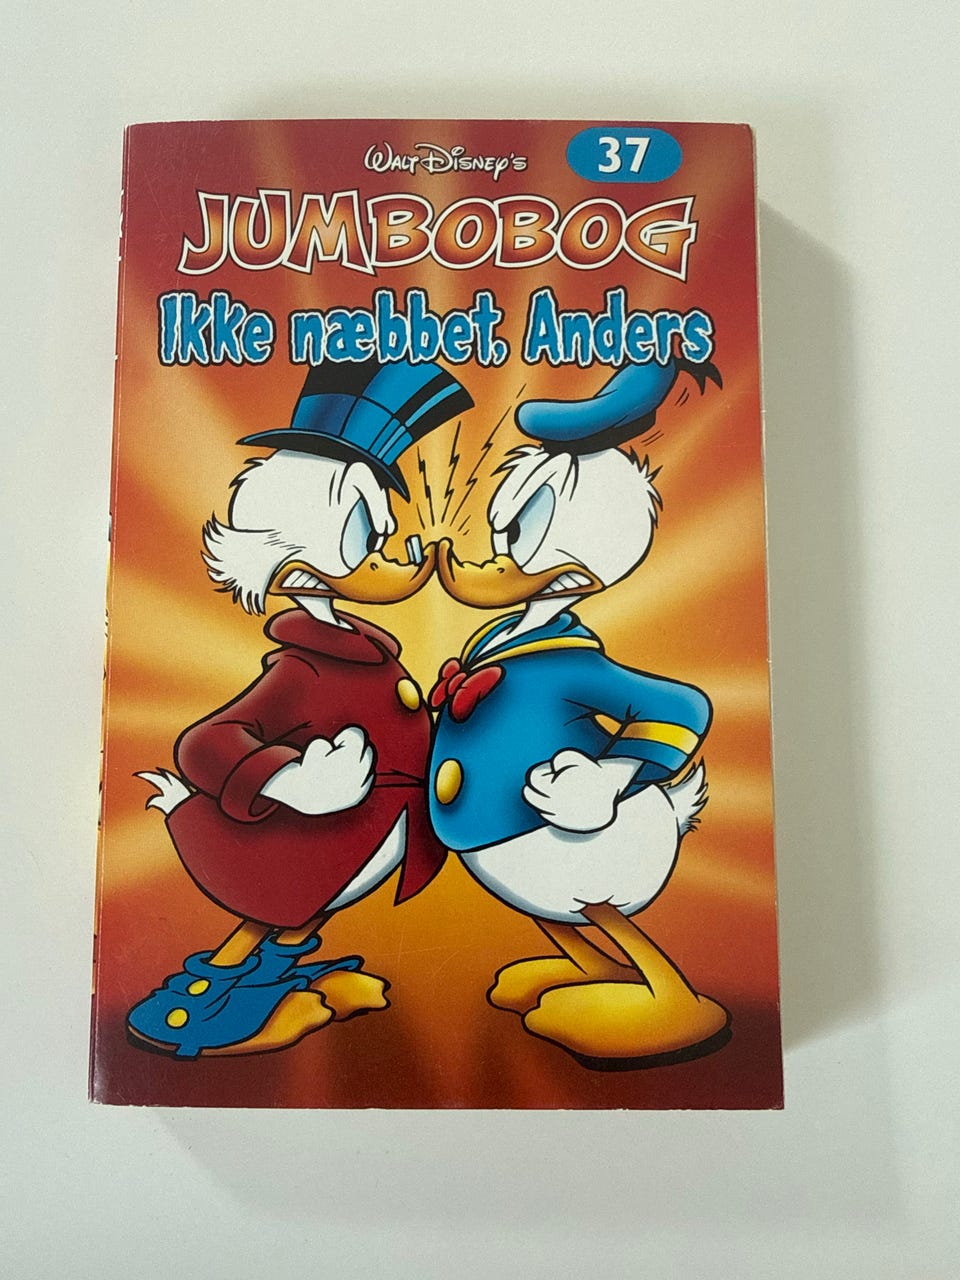 Walt Disney's
37
JUMBOBOG
Ikke næbbet, Anders